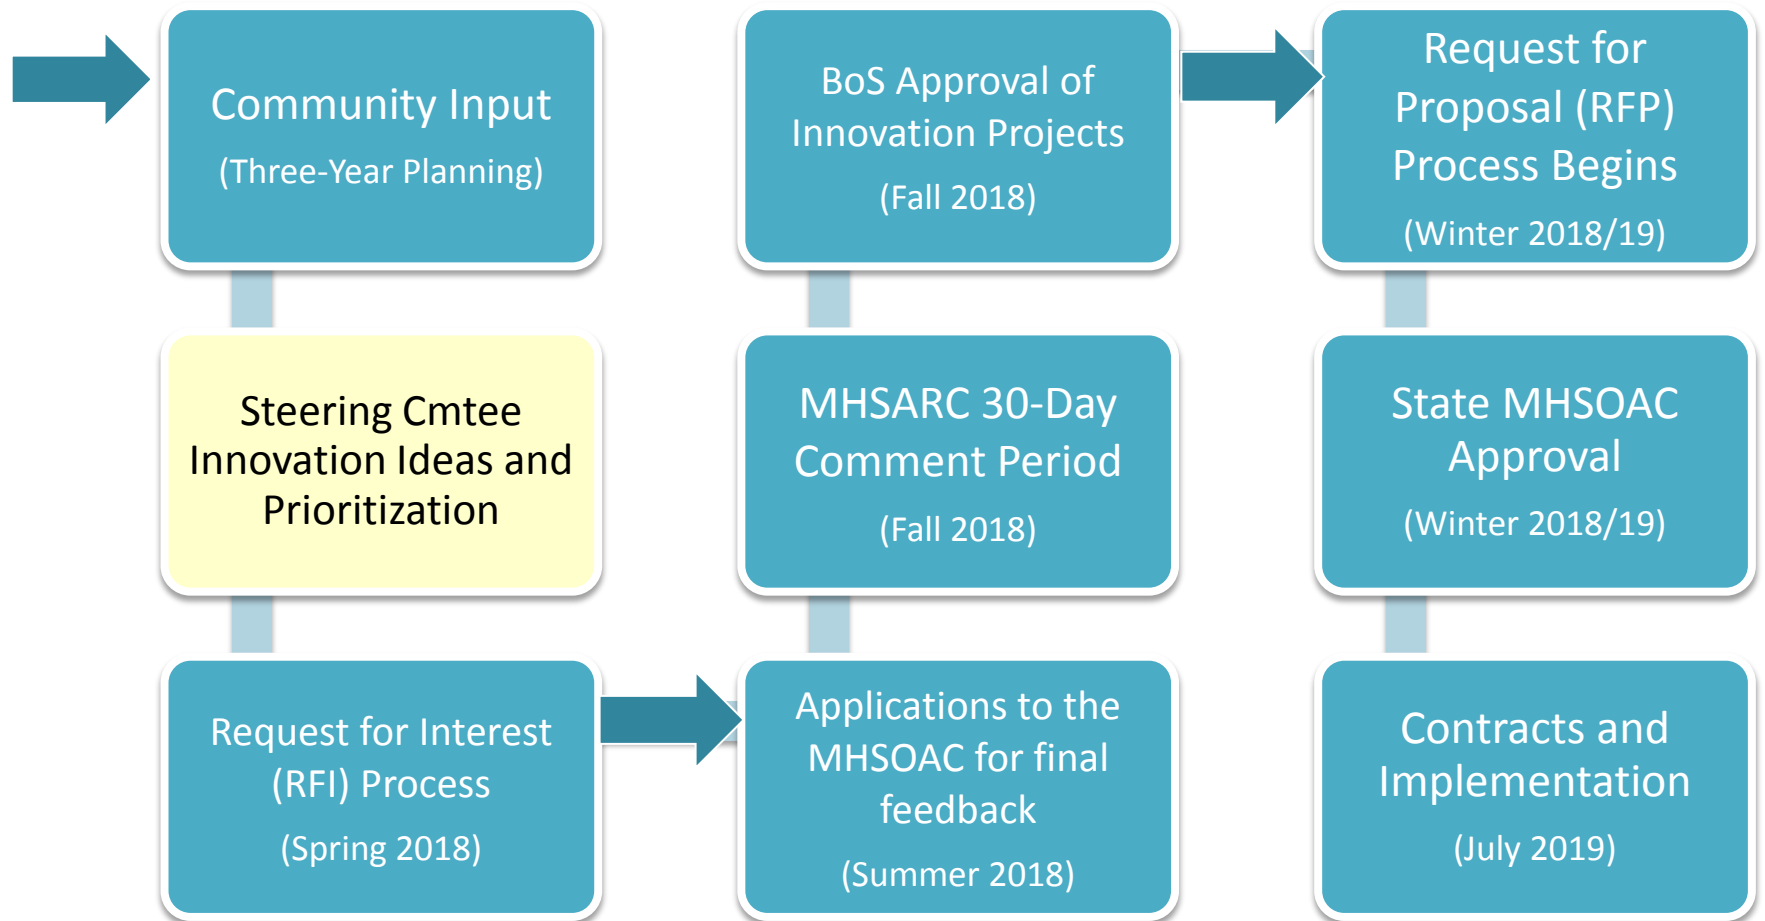 Community Input
(Three-Year Planning)
Steering Cmtee
Innovation Ideas and
Prioritization
Request for Interest
(RFI) Process
(Spring 2018)
Applications to the
MHSOAC for final
feedback
(Summer 2018)
MHSARC 30-Day
Comment Period
(Fall 2018)
BoS Approval of
Innovation Projects
(Fall 2018)
Request for
Proposal (RFP)
Process Begins
(Winter 2018/19)
State MHSOAC
Approval
(Winter 2018/19)
Contracts and
Implementation
(July 2019)